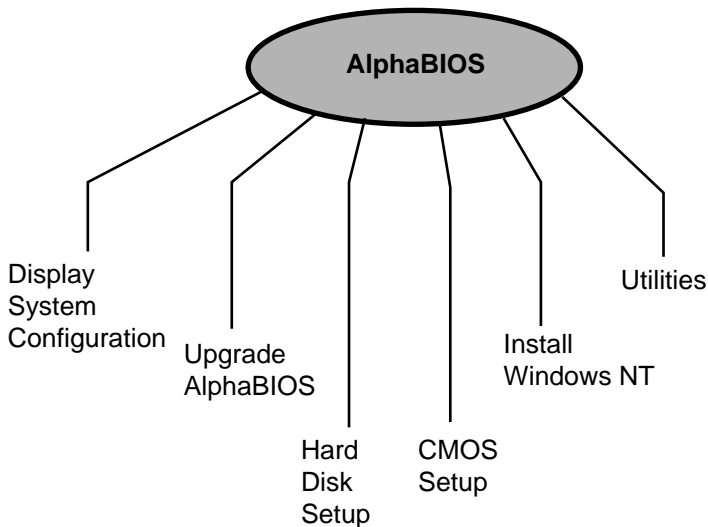 AlphaBIOS
Display
System
Configuration
Upgrade
AlphaBIOS
Hard
Disk
Setup
CMOS
Setup
Install
Windows NT
Utilities